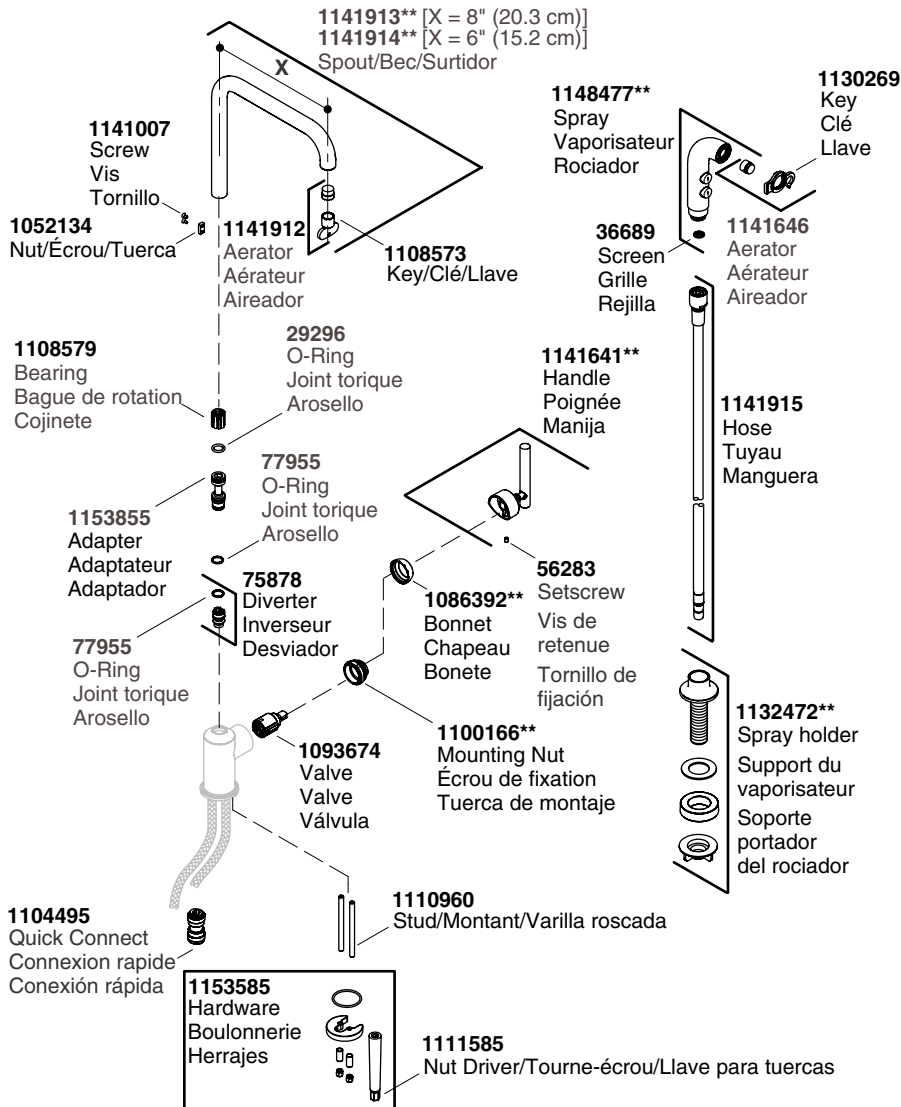 1141913** [X = 8" (20.3 cm)]
1141914** [X = 6" (15.2 cm)]
Spout/Bec/Surtidor
X
1141007
Screw
Vis
Tornillo
1052134
Nut/Écrou/Tuerca
1141912
Aerator
Aérateur
Aireador
1108573
Key/Clé/Llave
1148477**
Spray
Vaporisateur
Rociador
1130269
Key
Clé
Llave
36689
Screen
Grille
Rejilla
1141646
Aerator
Aérateur
Aireador
1108579
Bearing
Bague de rotation
Cojinete
29296
O-Ring
Joint torique
Arosello
1141641**
Handle
Poignée
Manija
1141915
Hose
Tuyau
Manguera
77955
O-Ring
Joint torique
Arosello
1153855
Adapter
Adaptateur
Adaptador
75878
Diverter
Inverseur
Desviador
1086392**
Bonnet
Chapeau
Bonete
56283
Setscrew
Vis de
retenue
Tornillo de
fijación
77955
O-Ring
Joint torique
Arosello
1093674
Valve
Valve
Válvula
1100166**
Mounting Nut
Écrou de fixation
Tuerca de montaje
1132472**
Spray holder
Support du
vaporisateur
Soporte
portador
del rociador
1110960
Stud/Montant/Varilla roscada
1104495
Quick Connect
Connexion rapide
Conexión rápida
1153585
Hardware
Boulonnerie
Herrajes
1111585
Nut Driver/Tourne-écrou/Llave para tuercas